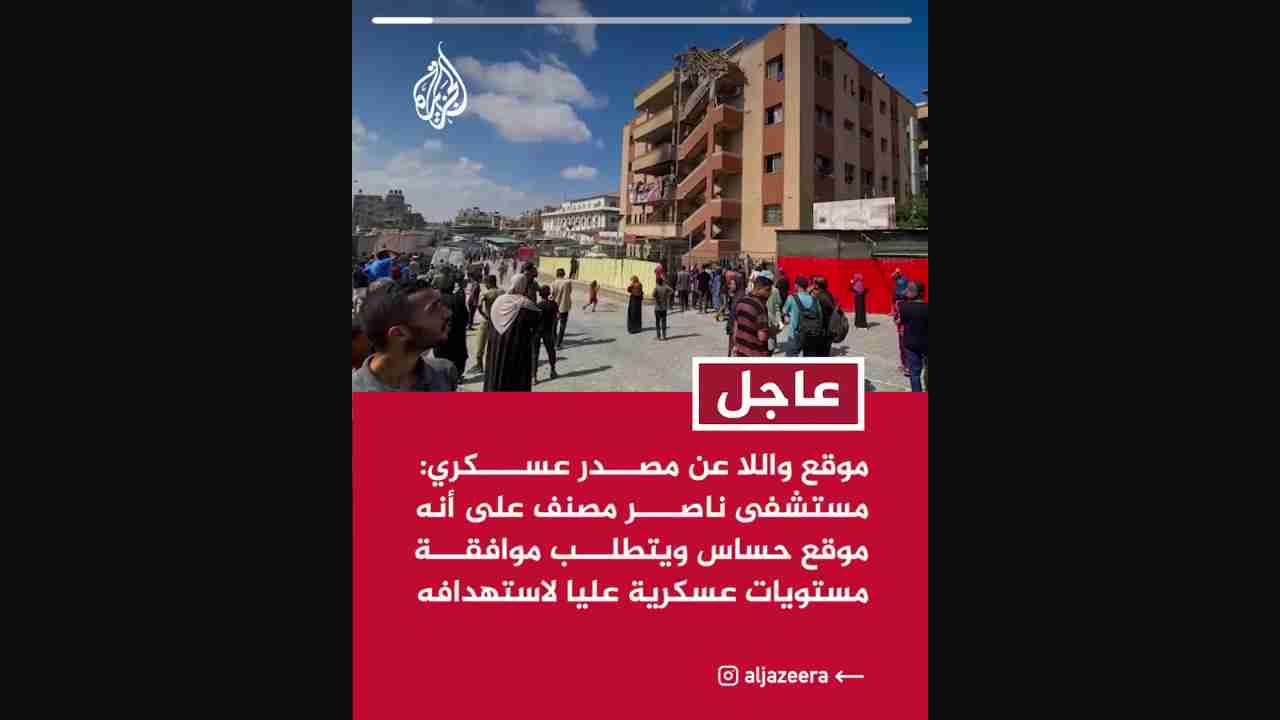 الجزيرة
عاجل
موقع واللا عن مصدر عسكري:
مستشفى ناصر مصنف على أنه
موقع حساس ويتطلب موافقة
مستويات عسكرية عليا لاستهدافه
aljazeera